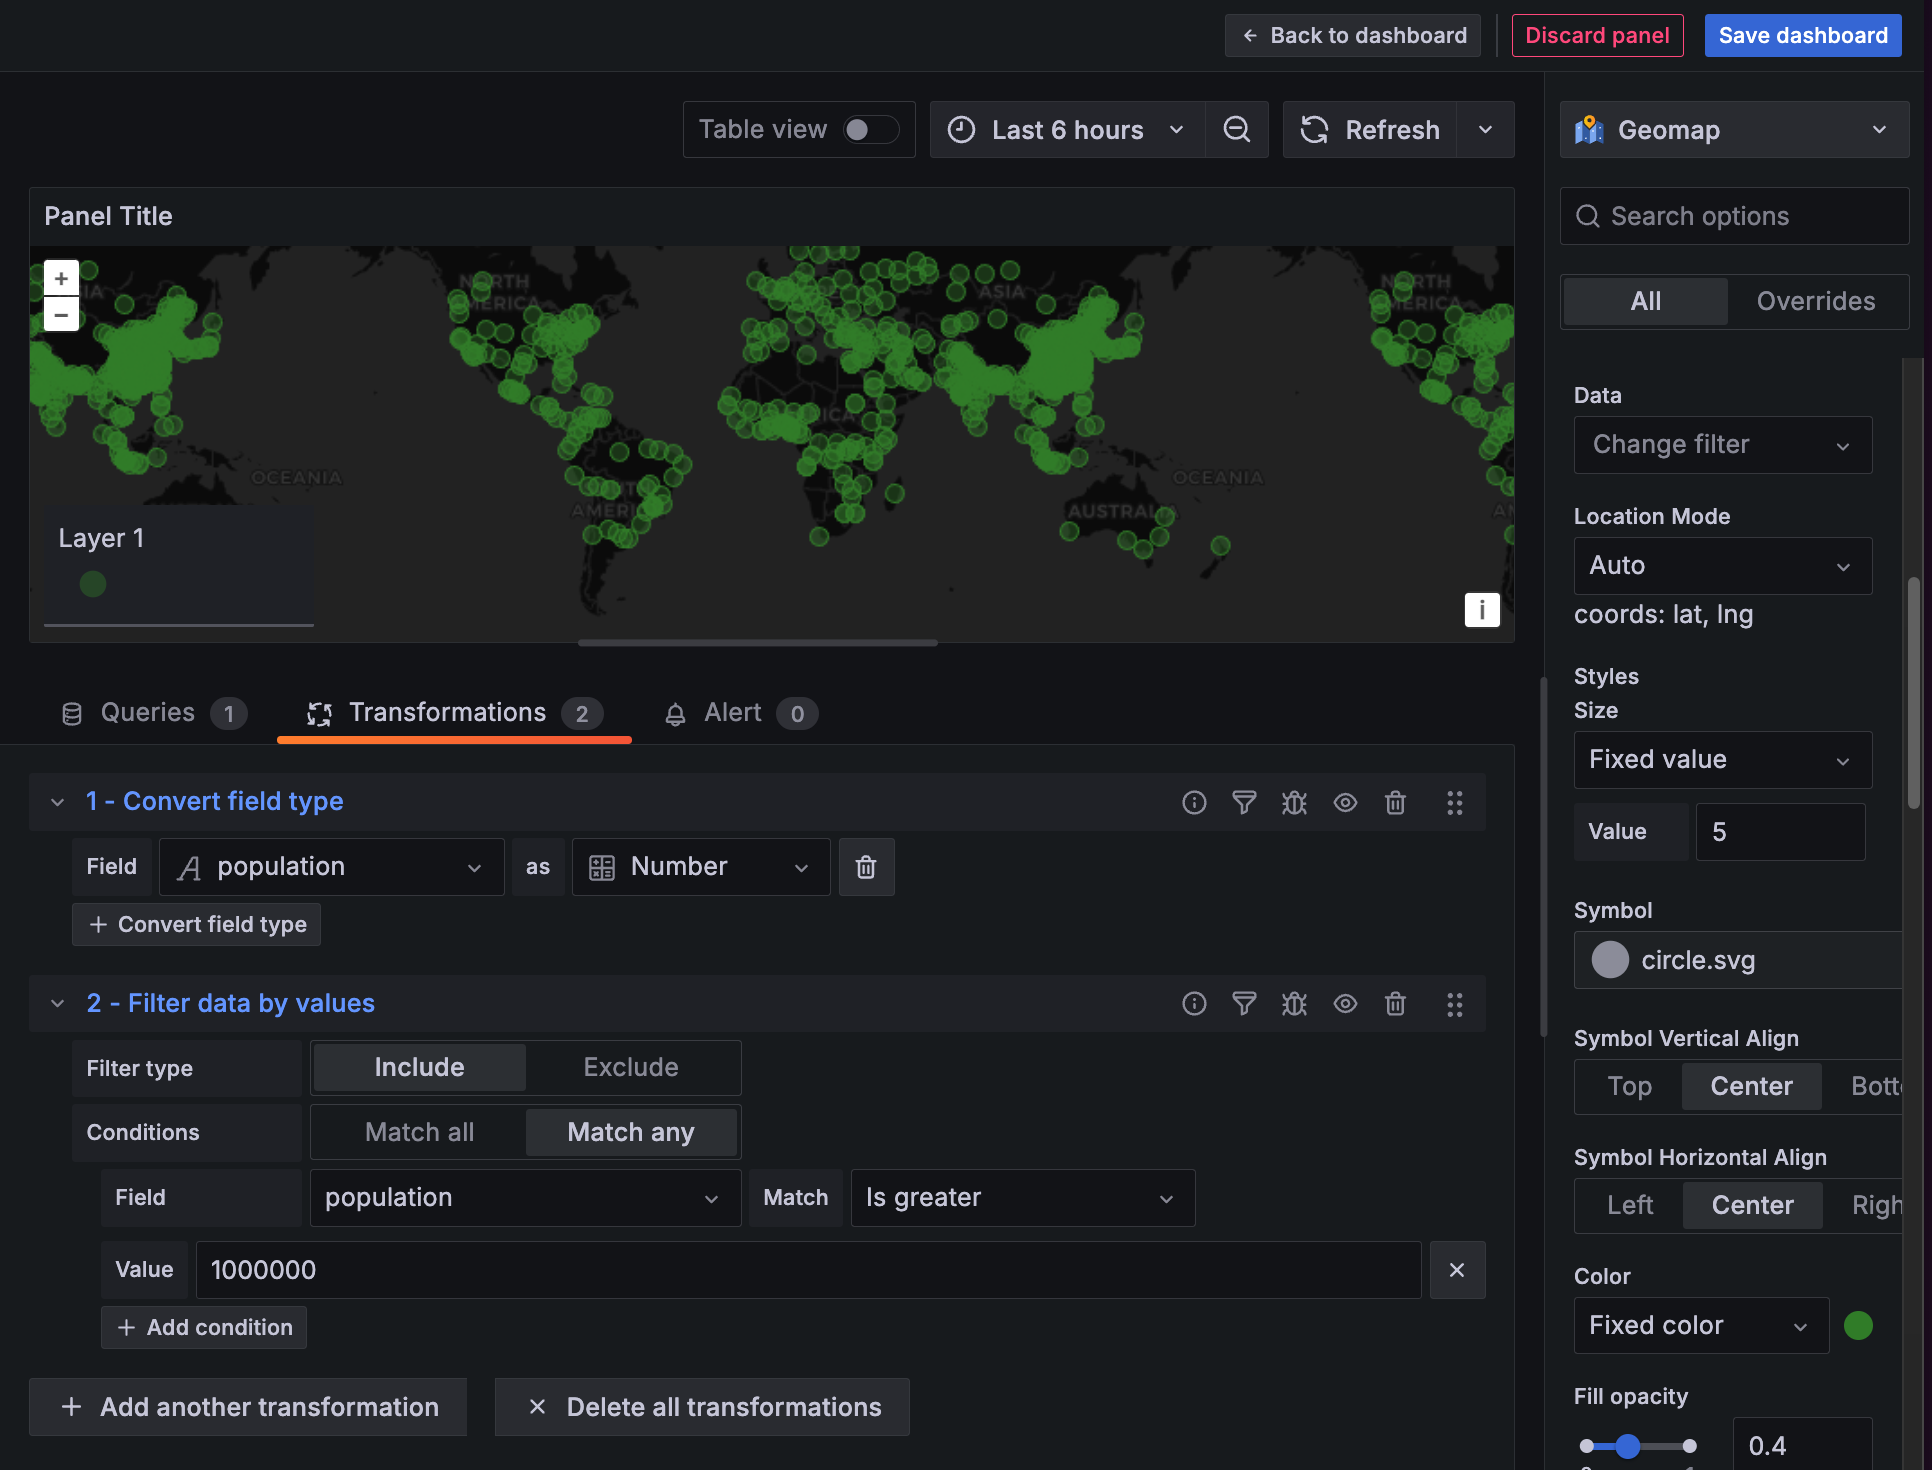 Back to dashboard
Discard panel
Save dashboard
Table view
Last 6 hours
Refresh
Geomap
Panel Title
Search options
All
Overrides
+
−
NORTH
AMERICA
ASIA
NORTH
AMERICA
OCEANIA
OCEANIA
AUSTRALIA
Layer 1
i
Data
Change filter
Location Mode
Auto
coords: lat, lng
Styles
Size
Fixed value
Value
5
Symbol
circle.svg
Symbol Vertical Align
Top
Center
Symbol Horizontal Align
Left
Center
Color
Fixed color
Fill opacity
0.4
Queries 1
Transformations 2
Alert 0
1 - Convert field type
Field
population
as
Number
+ Convert field type
2 - Filter data by values
Filter type
Include
Exclude
Conditions
Match all
Match any
Field
population
Match
Is greater
Value
1000000
+ Add condition
+ Add another transformation
× Delete all transformations